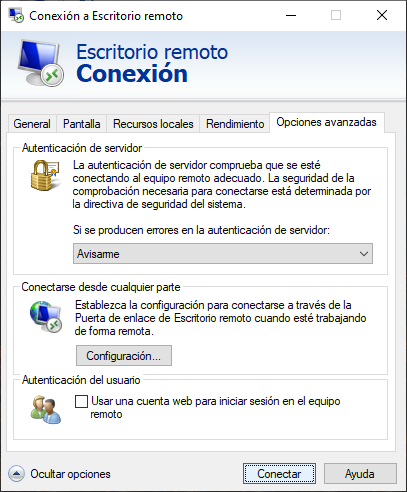 Conexión a Escritorio remoto
Escritorio remoto
Conexión
General Pantalla Recursos locales Rendimiento Opciones avanzadas
Autenticación de servidor
La autenticación de servidor comprueba que se esté
conectando al equipo remoto adecuado. La seguridad de la
comprobación necesaria para conectarse está determinada por
la directiva de seguridad del sistema.
Si se producen errores en la autenticación de servidor:
Avisarme
Conectarse desde cualquier parte
Establezca la configuración para conectarse a través de la
Puerta de enlace de Escritorio remoto cuando esté trabajando
de forma remota.
Configuración...
Autenticación del usuario
Usar una cuenta web para iniciar sesión en el equipo
remoto
Ocultar opciones Conectar Ayuda